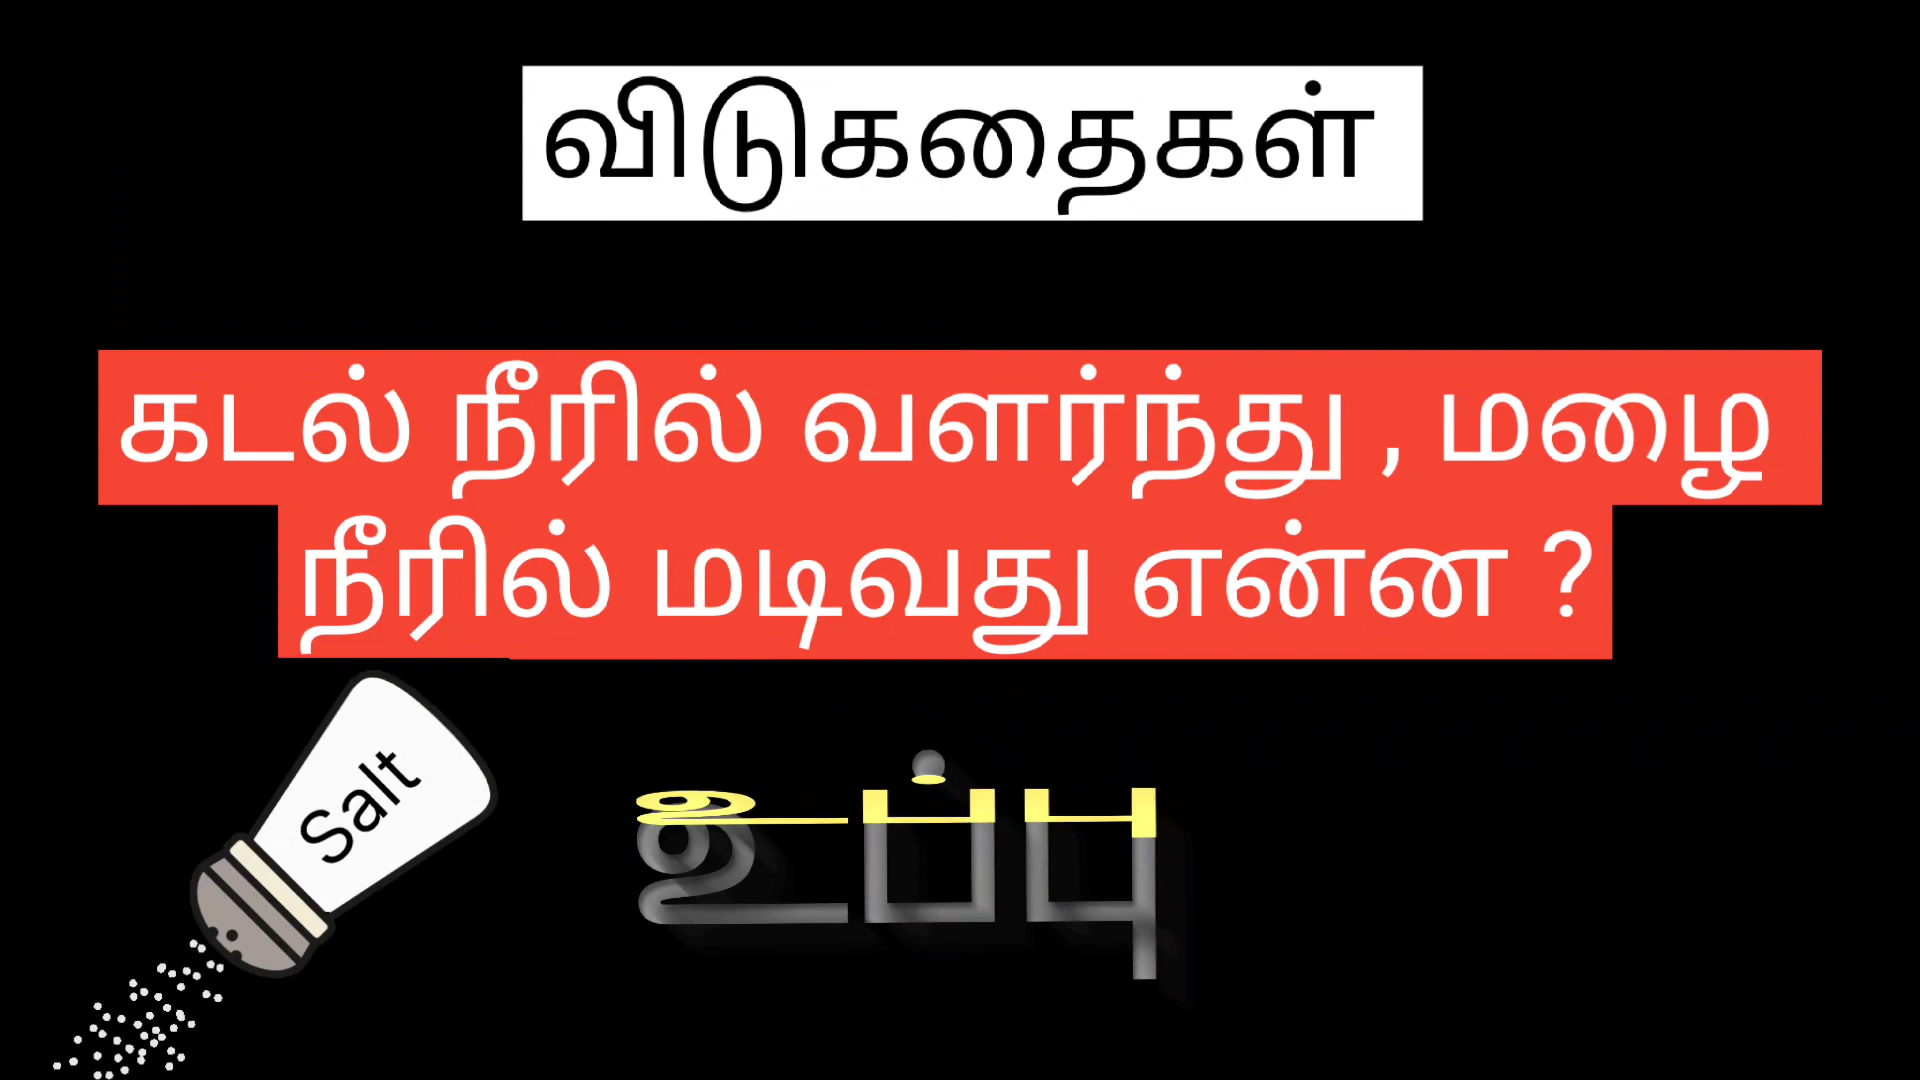 விடுகதைகள்
கடல் நீரில் வளர்ந்து , மழை
நீரில் மடிவது என்ன ?
Salt
உப்பு